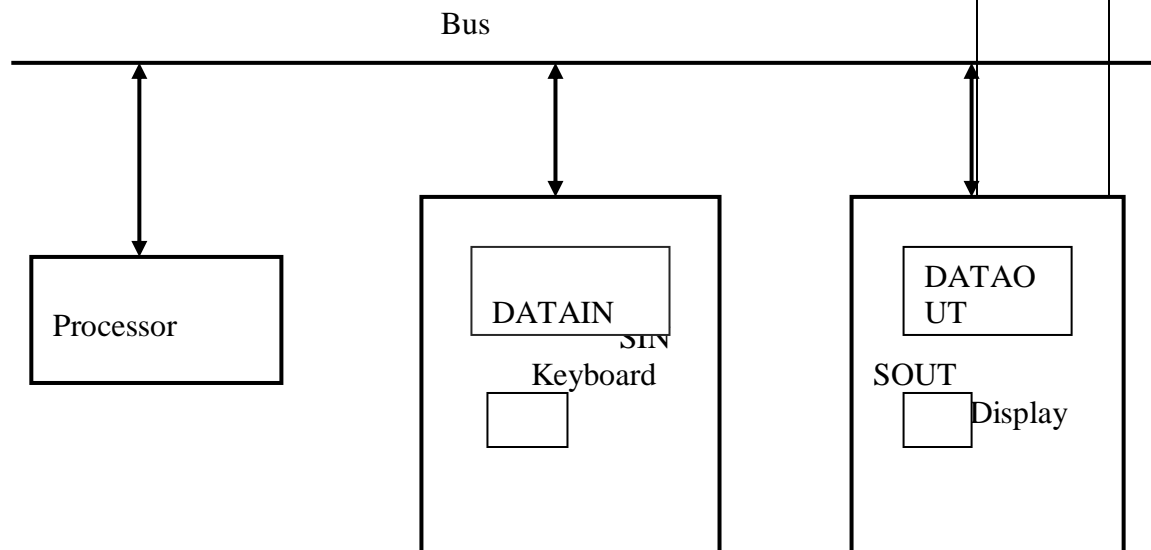 Bus
Processor
DATAIN
SIN
Keyboard
DATAO
UT
SOUT
Display